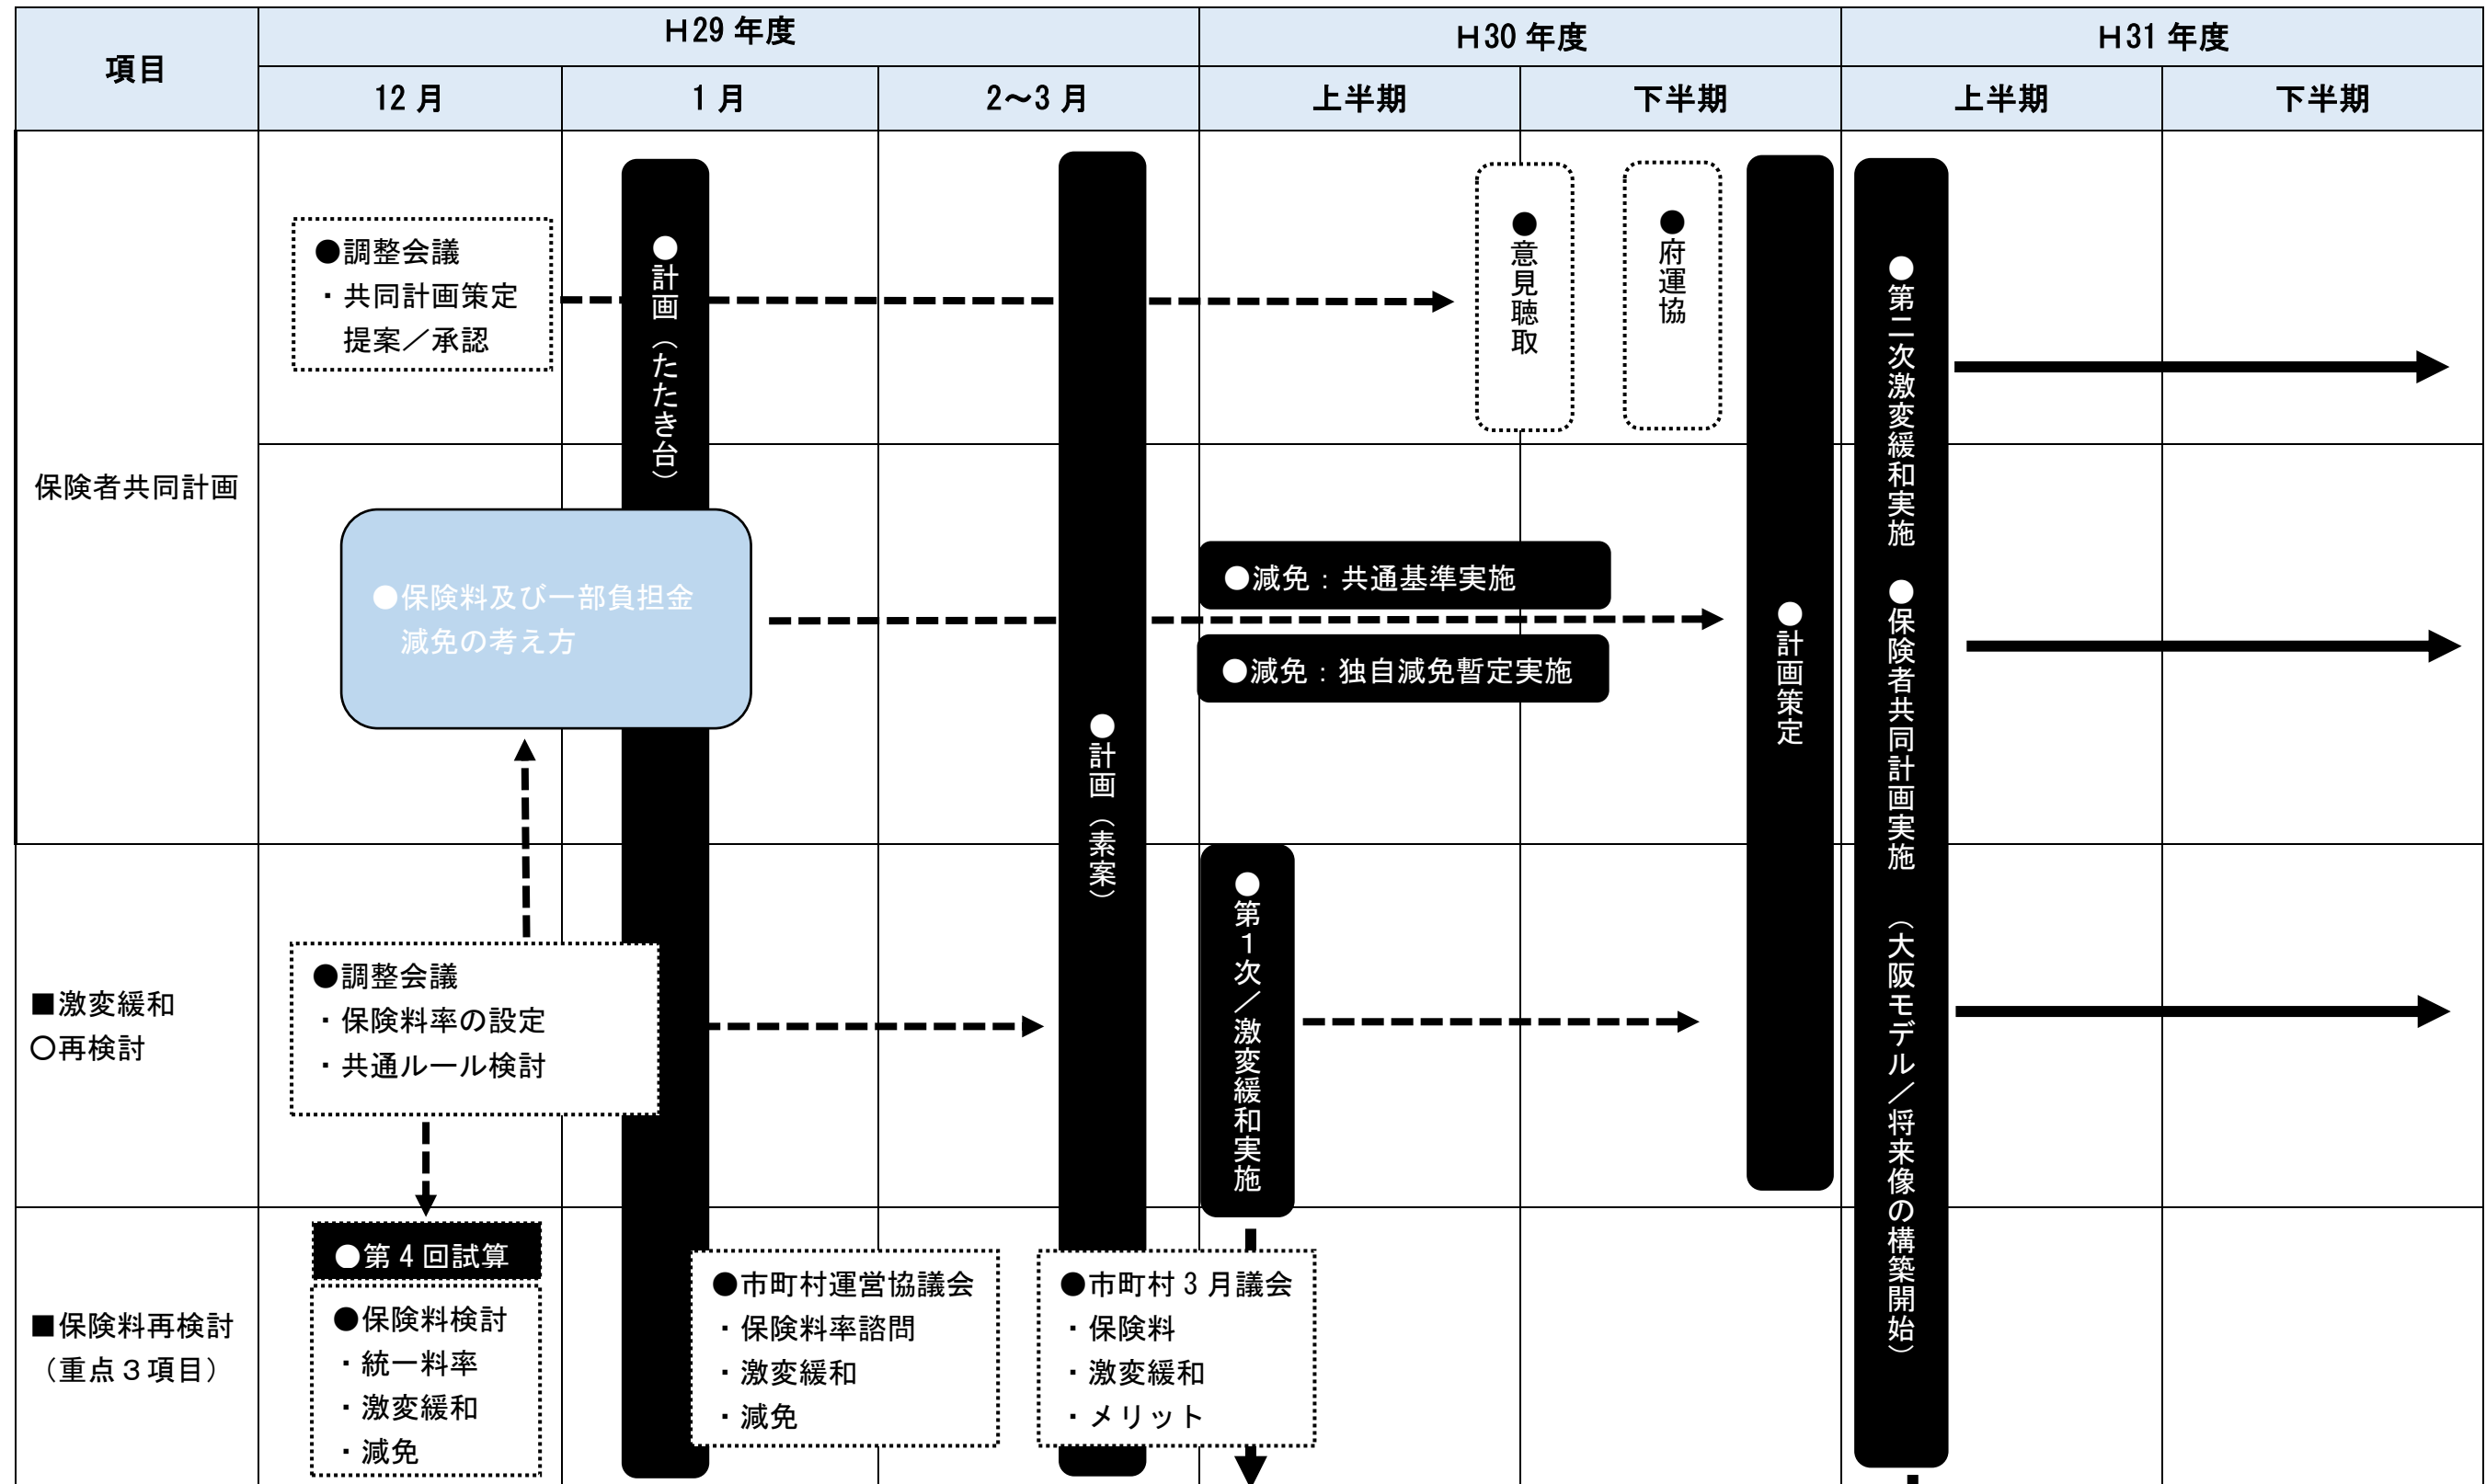 項目
Ｈ29 年度
Ｈ30 年度
Ｈ31 年度
12 月
1 月
2～3 月
上半期
下半期
上半期
下半期
保険者共同計画
●調整会議
・共同計画策定
提案／承認
●計画（たたき台）
●計画（素案）
●意見聴取
●府運協
●計画策定
●第二次激変緩和実施　●保険者共同計画実施　（大阪モデル／将来像の構築開始）
●保険料及び一部負担金
減免の考え方
●減免：共通基準実施
●減免：独自減免暫定実施
■激変緩和
〇再検討
●調整会議
・保険料率の設定
・共通ルール検討
●第１次／激変緩和実施
■保険料再検討
（重点３項目）
●第 4 回試算
●保険料検討
・統一料率
・激変緩和
・減免
●市町村運営協議会
・保険料率諮問
・激変緩和
・減免
●市町村 3 月議会
・保険料
・激変緩和
・メリット